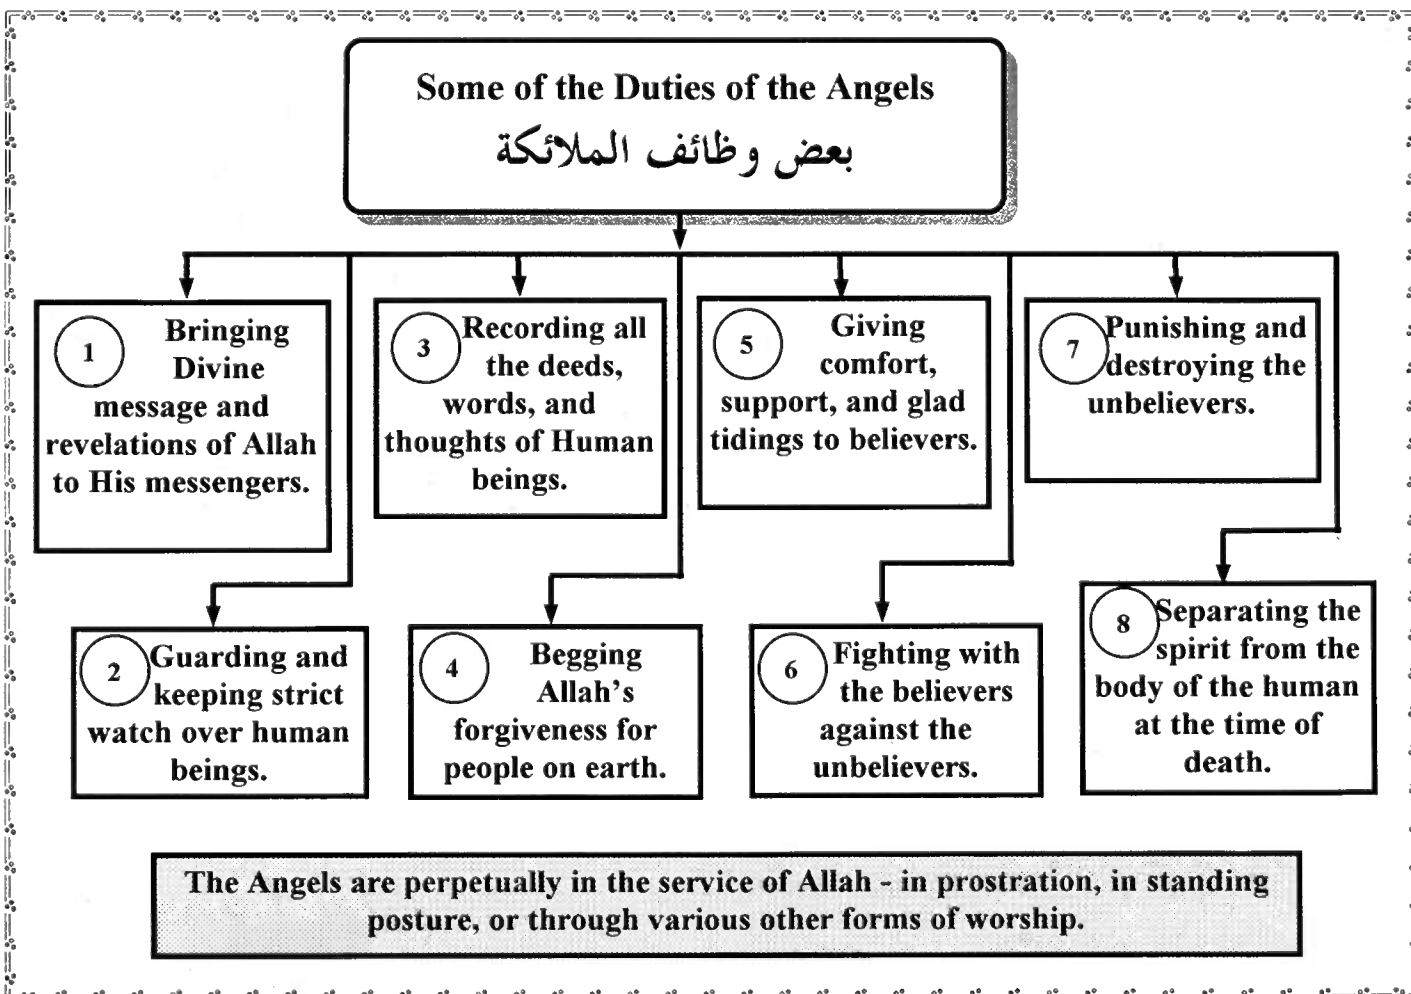 Some of the Duties of the Angels
بعض وظائف الملائكة
1
Bringing
Divine
message and
revelations of Allah
to His messengers.
2
Guarding and
keeping strict
watch over human
beings.
3
Recording all
the deeds,
words, and
thoughts of Human
beings.
4
Begging
Allah's
forgiveness for
people on earth.
5
Giving
comfort,
support, and glad
tidings to believers.
6
Fighting with
the believers
against the
unbelievers.
7
Punishing and
destroying the
unbelievers.
8
Separating the
spirit from the
body of the human
at the time of
death.
The Angels are perpetually in the service of Allah - in prostration, in standing
posture, or through various other forms of worship.